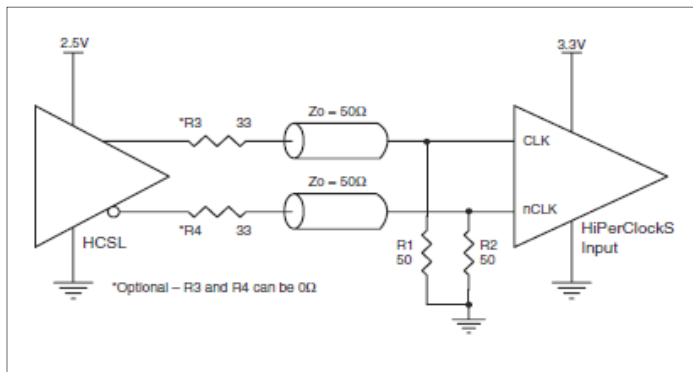 2.5V
3.3V
*R3 33
Zo = 50Ω
CLK
Zo = 50Ω
*R4 33
nCLK
HCSL
R1
50
R2
50
HiPerClockS
Input
*Optional – R3 and R4 can be 0Ω